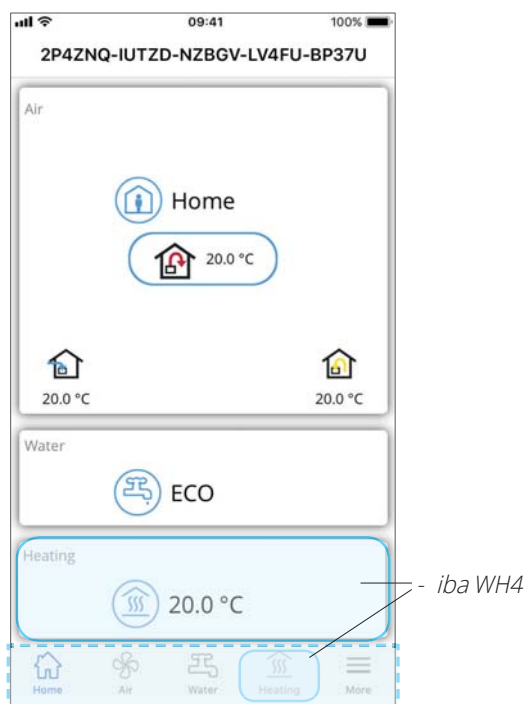 09:41 100%
2P4ZNQ-IUTZD-NZBGV-LV4FU-BP37U
Air
Home
20.0 °C
20.0 °C 20.0 °C
Water
ECO
Heating
- iba WH4
20.0 °C
Home Air Water Heating More